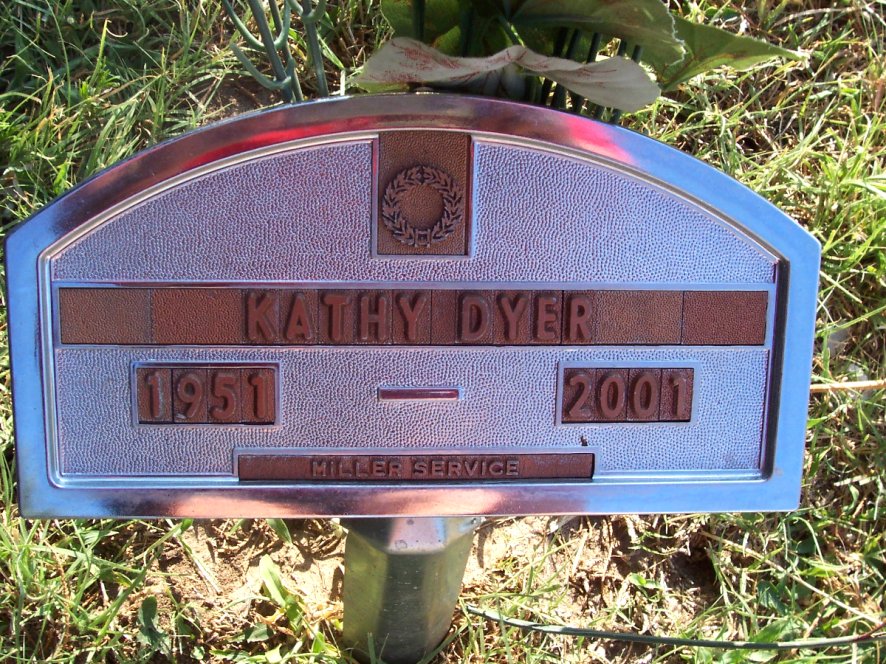 KATHY DYER
1951 — 2001
MILLER SERVICE